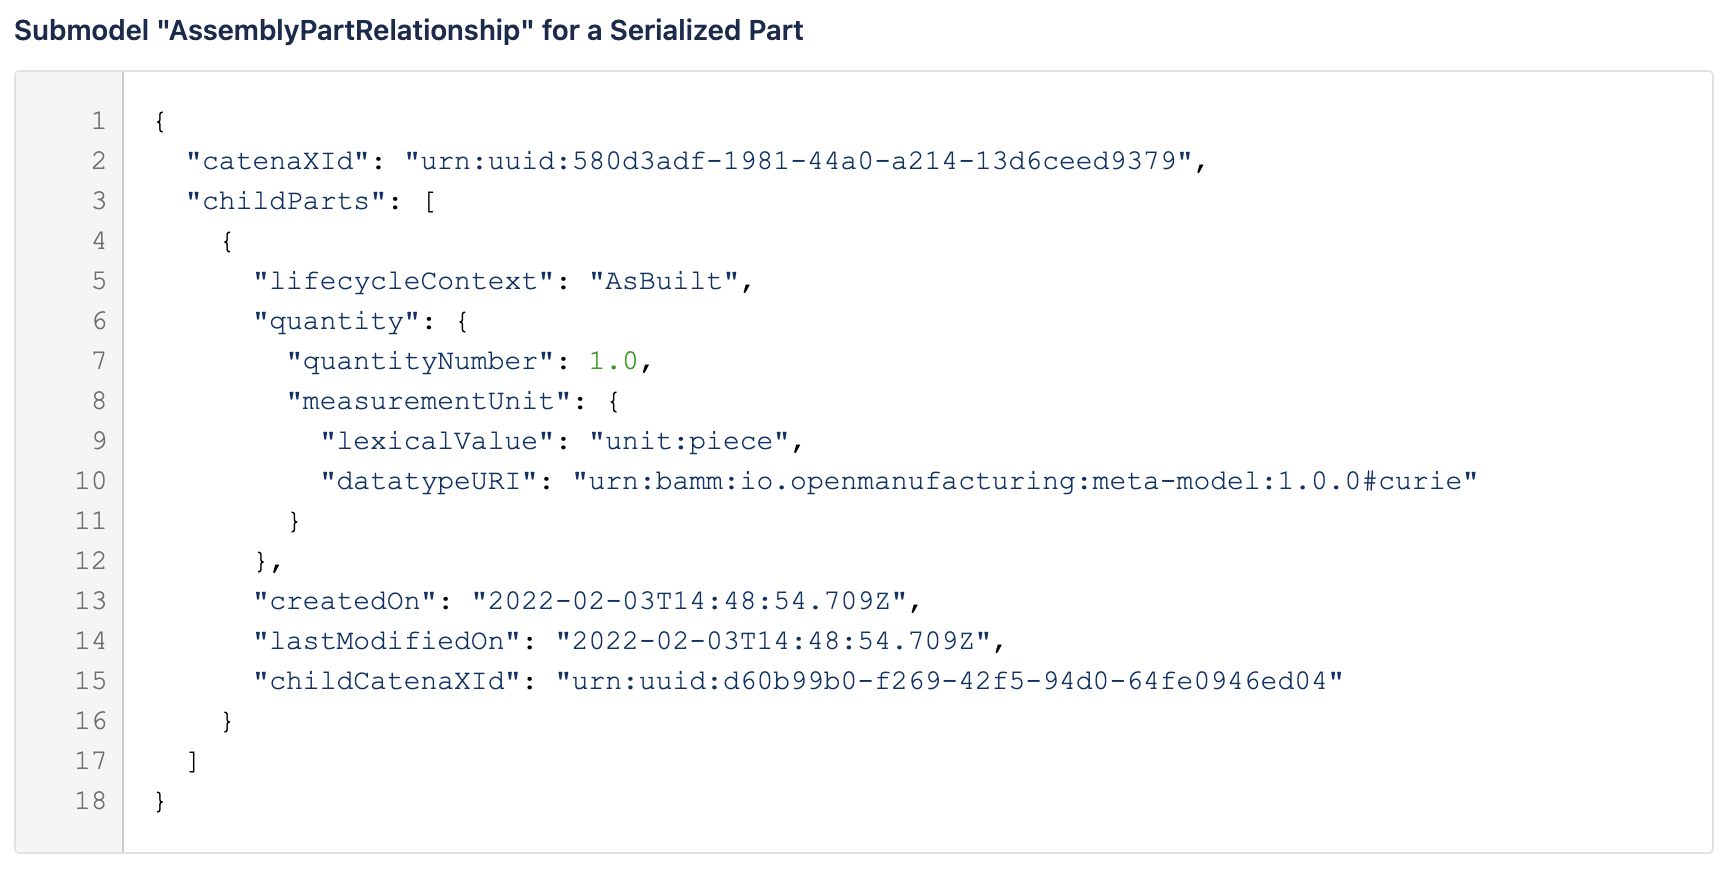 Submodel "AssemblyPartRelationship" for a Serialized Part
1 {
2   "catenaXId": "urn:uuid:580d3adf-1981-44a0-a214-13d6ceed9379",
3   "childParts": [
4     {
5       "lifecycleContext": "AsBuilt",
6       "quantity": {
7         "quantityNumber": 1.0,
8         "measurementUnit": {
9           "lexicalValue": "unit:piece",
10           "datatypeURI": "urn:bamm:io.openmanufacturing:meta-model:1.0.0#curie"
11         }
12       },
13       "createdOn": "2022-02-03T14:48:54.709Z",
14       "lastModifiedOn": "2022-02-03T14:48:54.709Z",
15       "childCatenaXId": "urn:uuid:d60b99b0-f269-42f5-94d0-64fe0946ed04"
16     }
17   ]
18 }